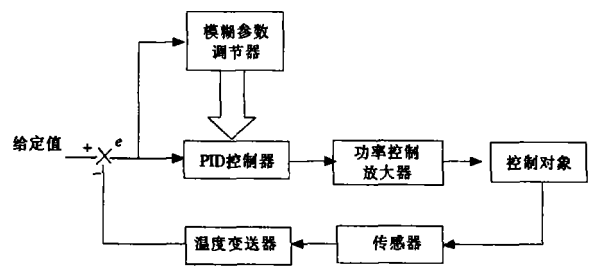 模糊参数
调节器
给定值
+
e
-
PID控制器
功率控制
放大器
控制对象
温度变送器
传感器